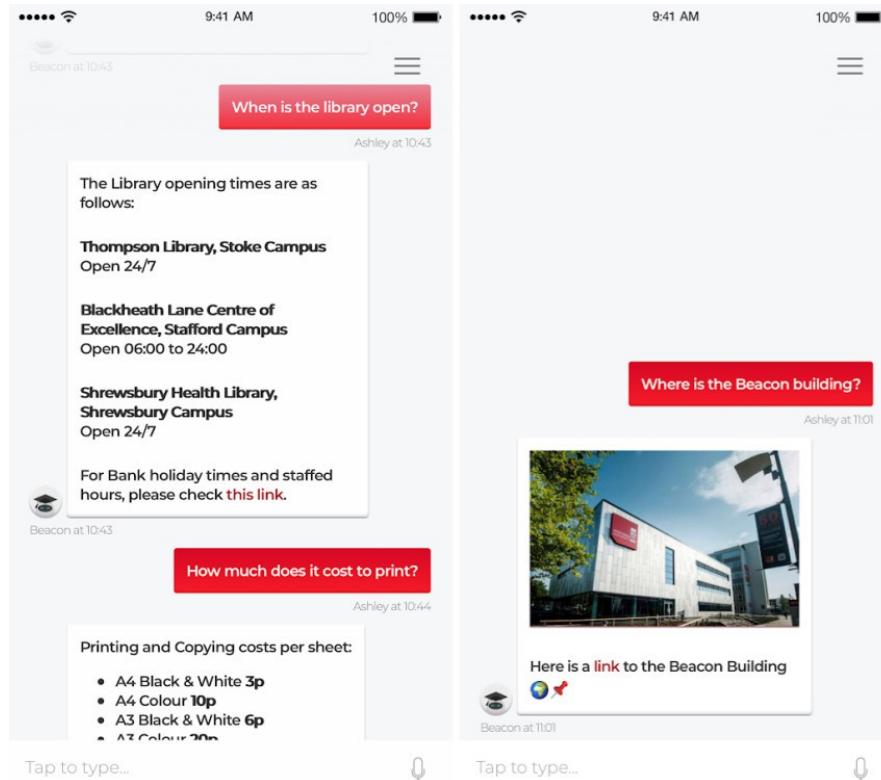 9:41 AM
100%
Beacon at 10:43
When is the library open?
Ashley at 10:43
The Library opening times are as
follows:
Thompson Library, Stoke Campus
Open 24/7
Blackheath Lane Centre of
Excellence, Stafford Campus
Open 06:00 to 24:00
Shrewsbury Health Library,
Shrewsbury Campus
Open 24/7
For Bank holiday times and staffed
hours, please check this link.
Beacon at 10:43
How much does it cost to print?
Ashley at 10:44
Printing and Copying costs per sheet:
• A4 Black & White 3p
• A4 Colour 10p
• A3 Black & White 6p
• A3 Colour 20p
Tap to type...
9:41 AM
100%
Where is the Beacon building?
Ashley at 11:01
50
Here is a link to the Beacon Building
Beacon at 11:01
Tap to type...